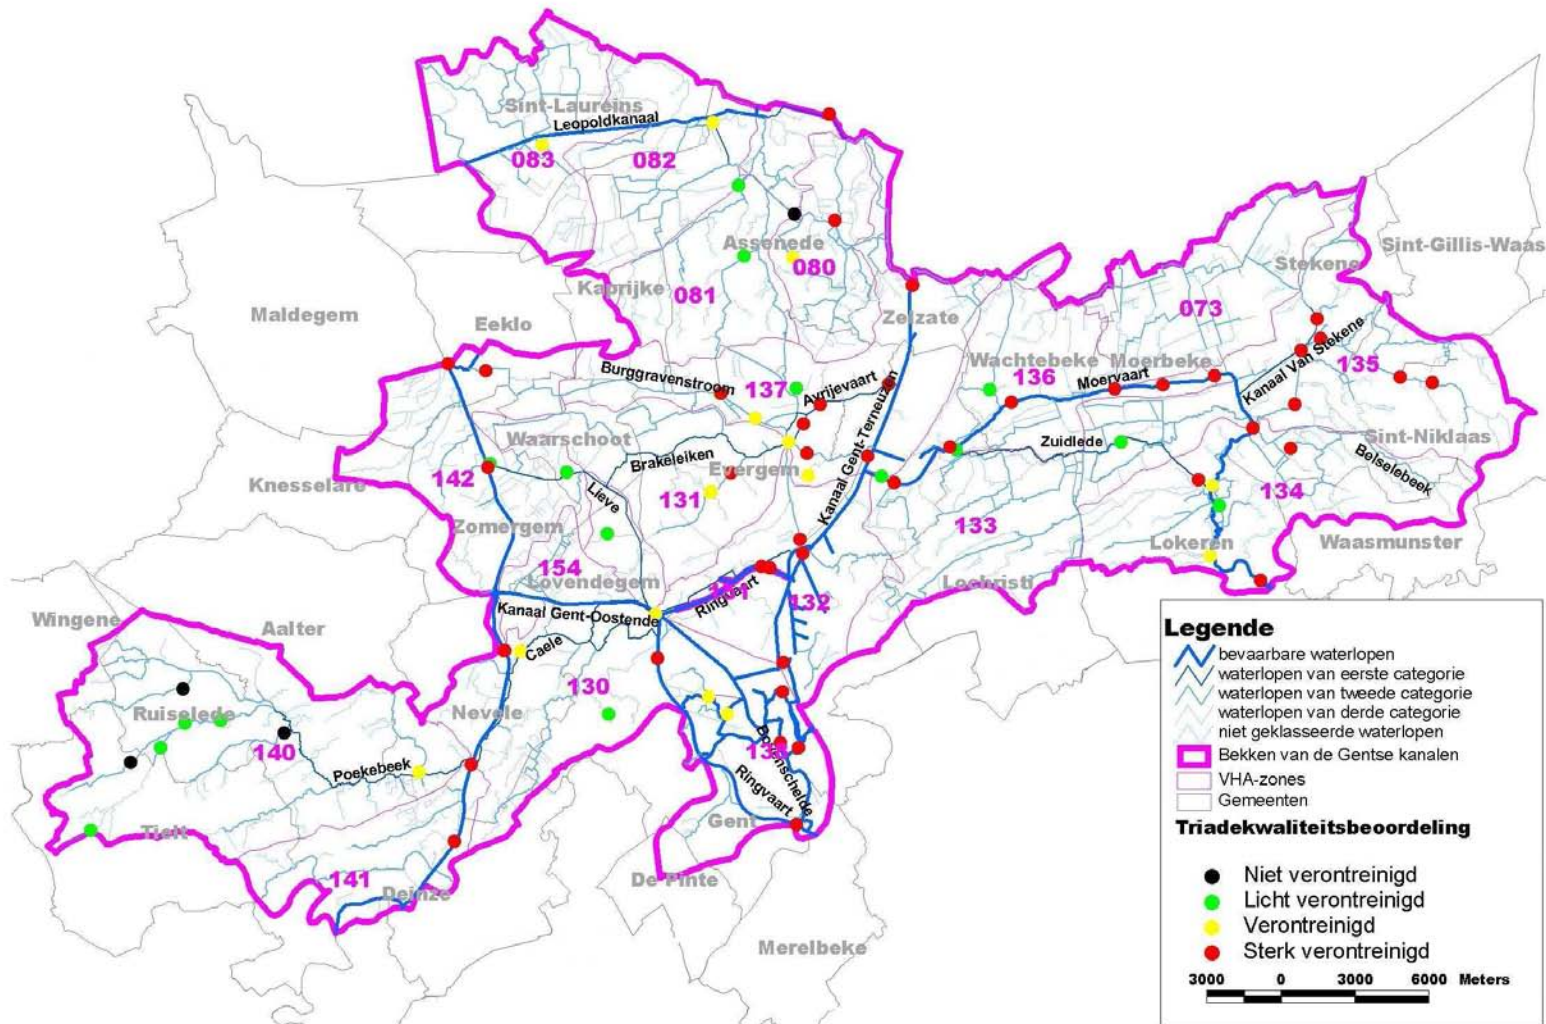 Sint-Laureins
Leopoldkanaal
083
082
Assenede
080
081
Kaprijke
Maldegem
Eeklo
Zelzate
Stekene
Sint-Gillis-Waas
073
Wachtebeke
Moerbeke
136
Moervaart
Kanaal Van Stekene
135
Burggravenstroom
137
Avrijevaart
Kanaal Gent-Terneuzen
Waarschoot
Brakeleiken
Evergem
Zuidlede
Sint-Niklaas
Belselebeek
Knesselare
142
Lieve
131
134
Zomergem
133
Lokeren
Waasmunster
154
Lovendegem
Lochristi
Ringvaart
132
Kanaal Gent-Oostende
Wingene
Aalter
Caele
130
Ruiselede
Nevele
140
Poekebeek
Ringvaart
Gent
Tielt
141
Deinze
De Pinte
Merelbeke
Legende
bevaarbare waterlopen
waterlopen van eerste categorie
waterlopen van tweede categorie
waterlopen van derde categorie
niet geklasseerde waterlopen
Bekken van de Gentse kanalen
VHA-zones
Gemeenten
Triadekwaliteitsbeoordeling
Niet verontreinigd
Licht verontreinigd
Verontreinigd
Sterk verontreinigd
3000 0 3000 6000 Meters